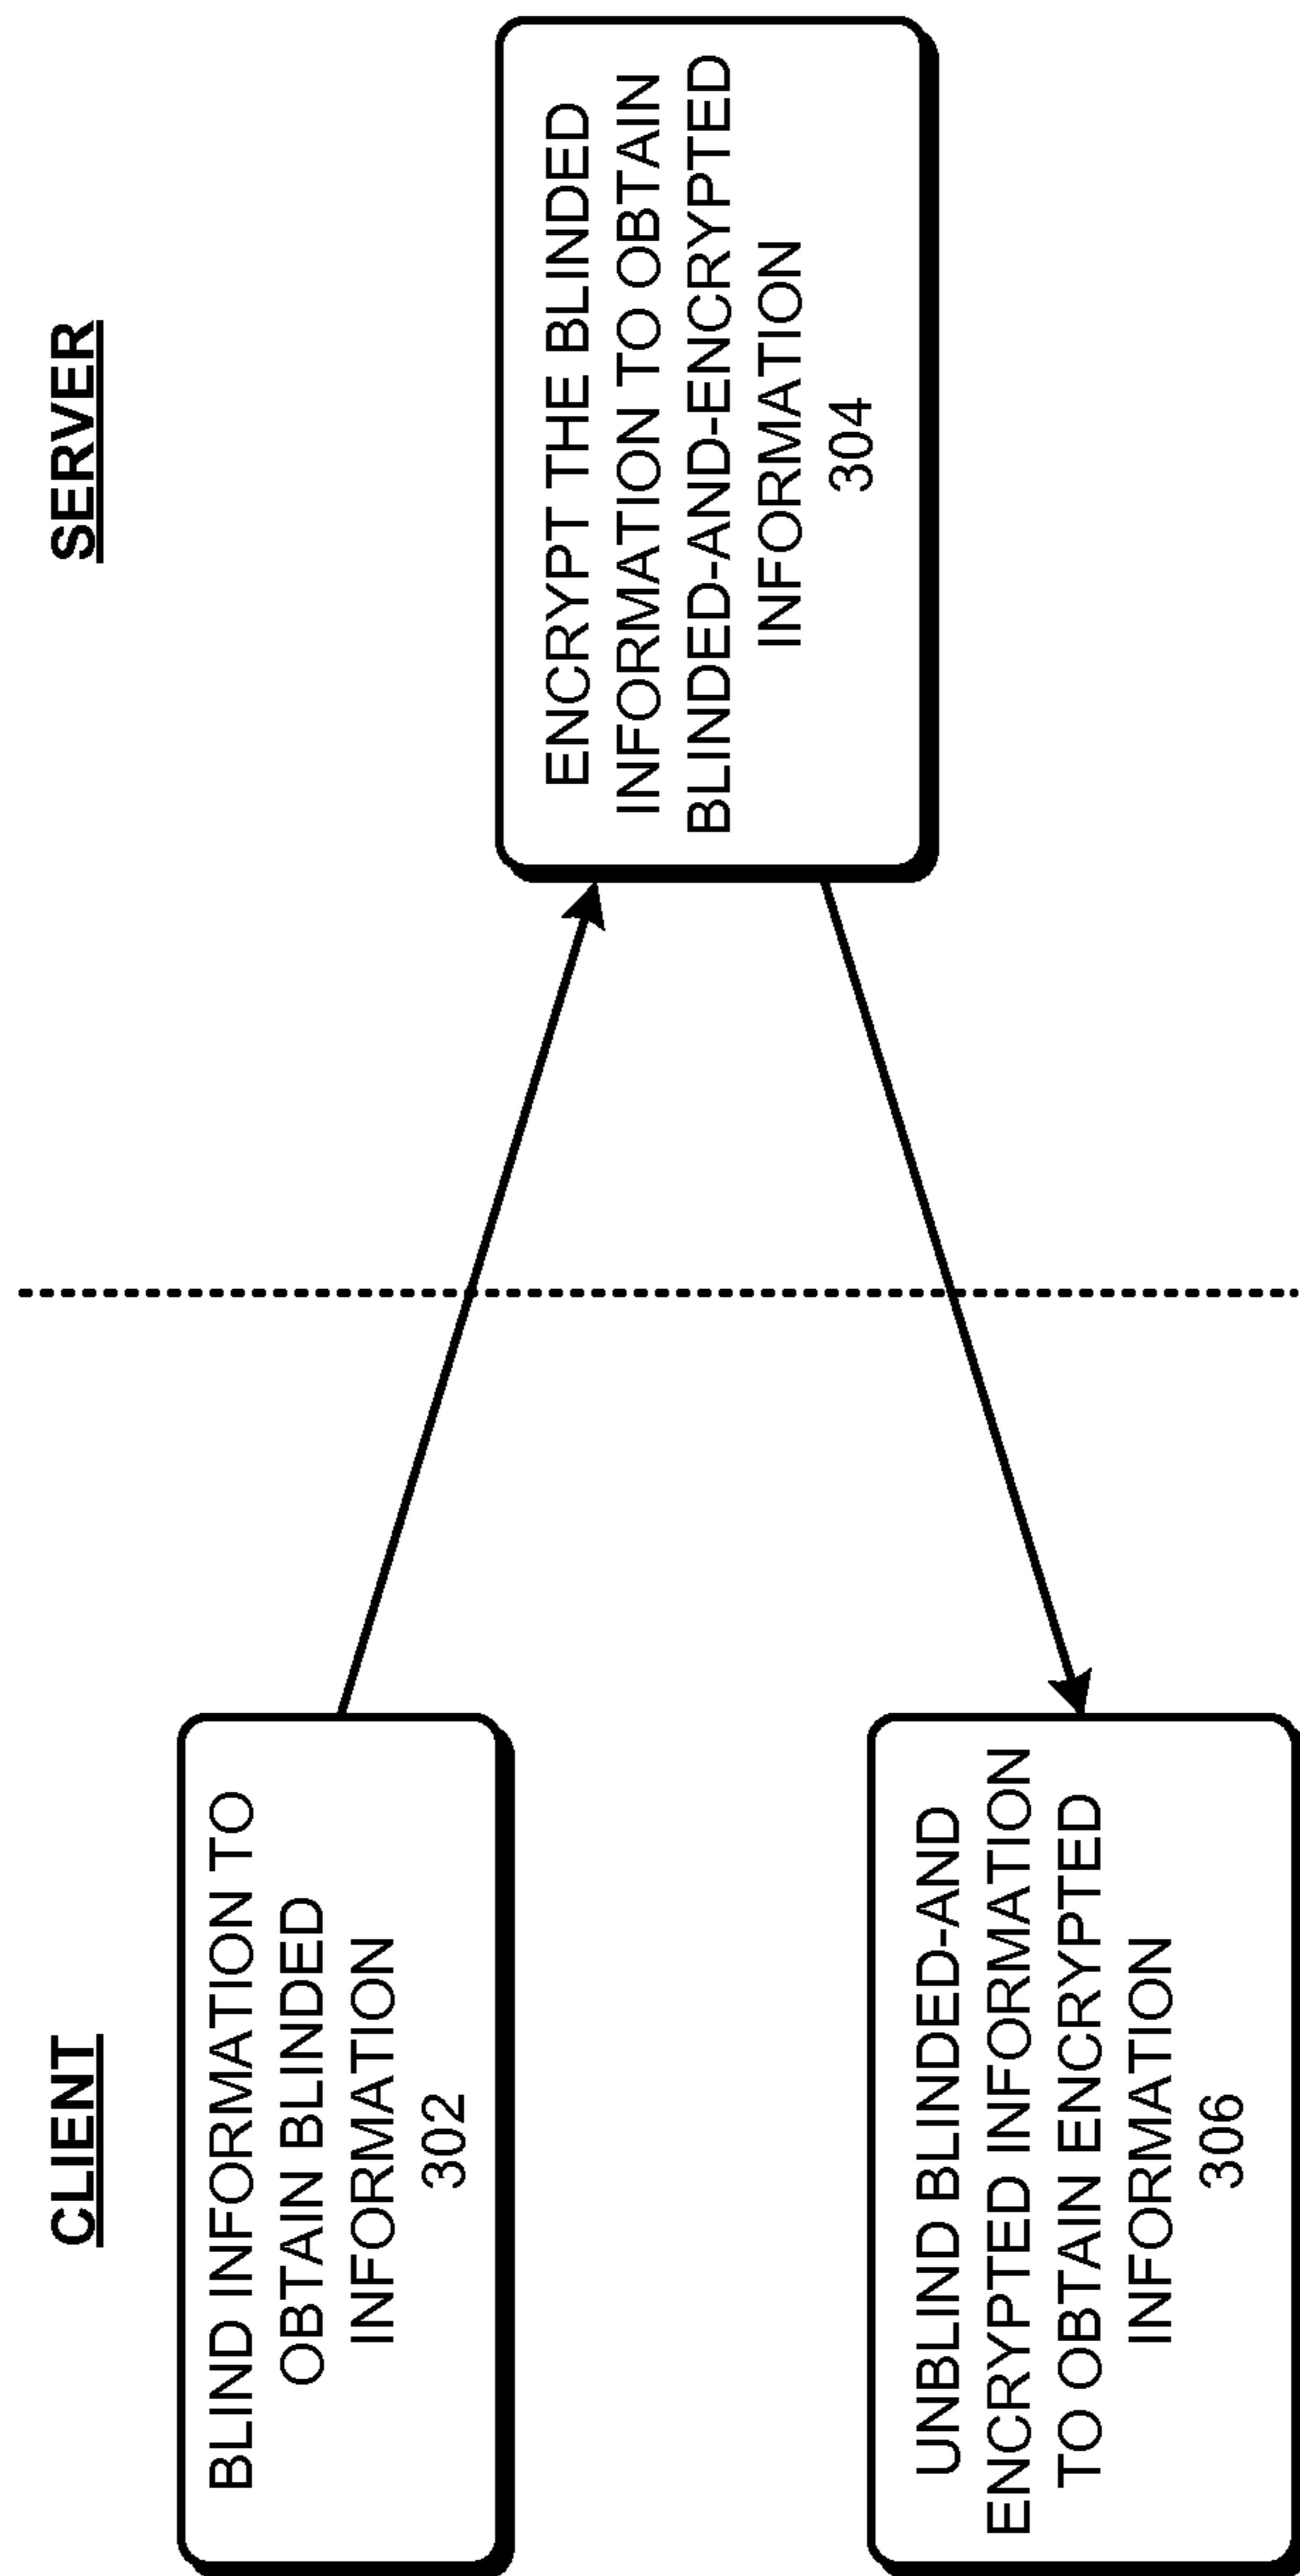 CLIENT
SERVER
BLIND INFORMATION TO
OBTAIN BLINDED
INFORMATION
302
ENCRYPT THE BLINDED
INFORMATION TO OBTAIN
BLINDED-AND-ENCRYPTED
INFORMATION
304
UNBLIND BLINDED-AND
ENCRYPTED INFORMATION
TO OBTAIN ENCRYPTED
INFORMATION
306